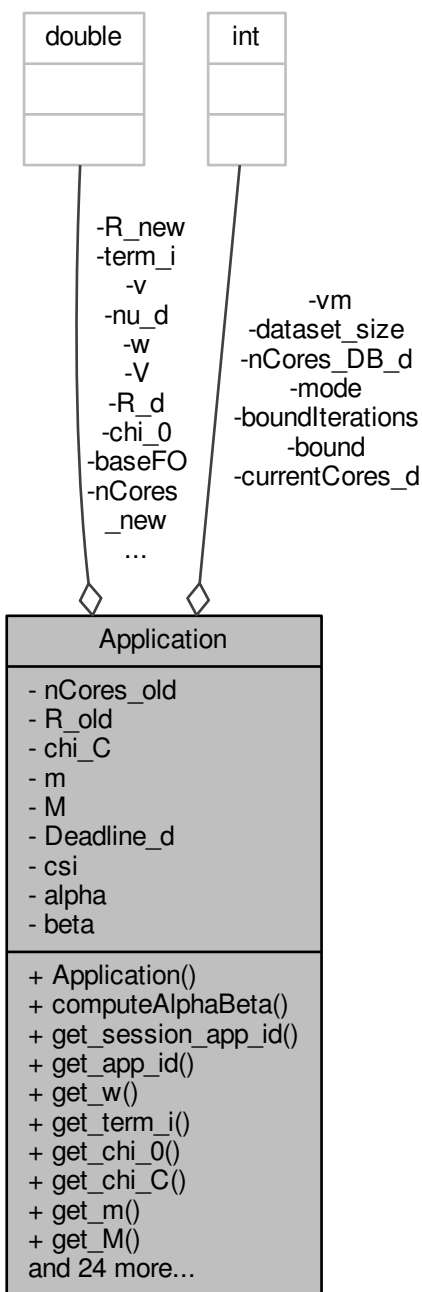 double
int
-R_new
-term_i
-v
-nu_d
-w
-V
-R_d
-chi_0
-baseFO
-nCores
_new
...
-vm
-dataset_size
-nCores_DB_d
-mode
-boundIterations
-bound
-currentCores_d
Application
- nCores_old
- R_old
- chi_C
- m
- M
- Deadline_d
- csi
- alpha
- beta
+ Application()
+ computeAlphaBeta()
+ get_session_app_id()
+ get_app_id()
+ get_w()
+ get_term_i()
+ get_chi_0()
+ get_chi_C()
+ get_m()
+ get_M()
and 24 more...